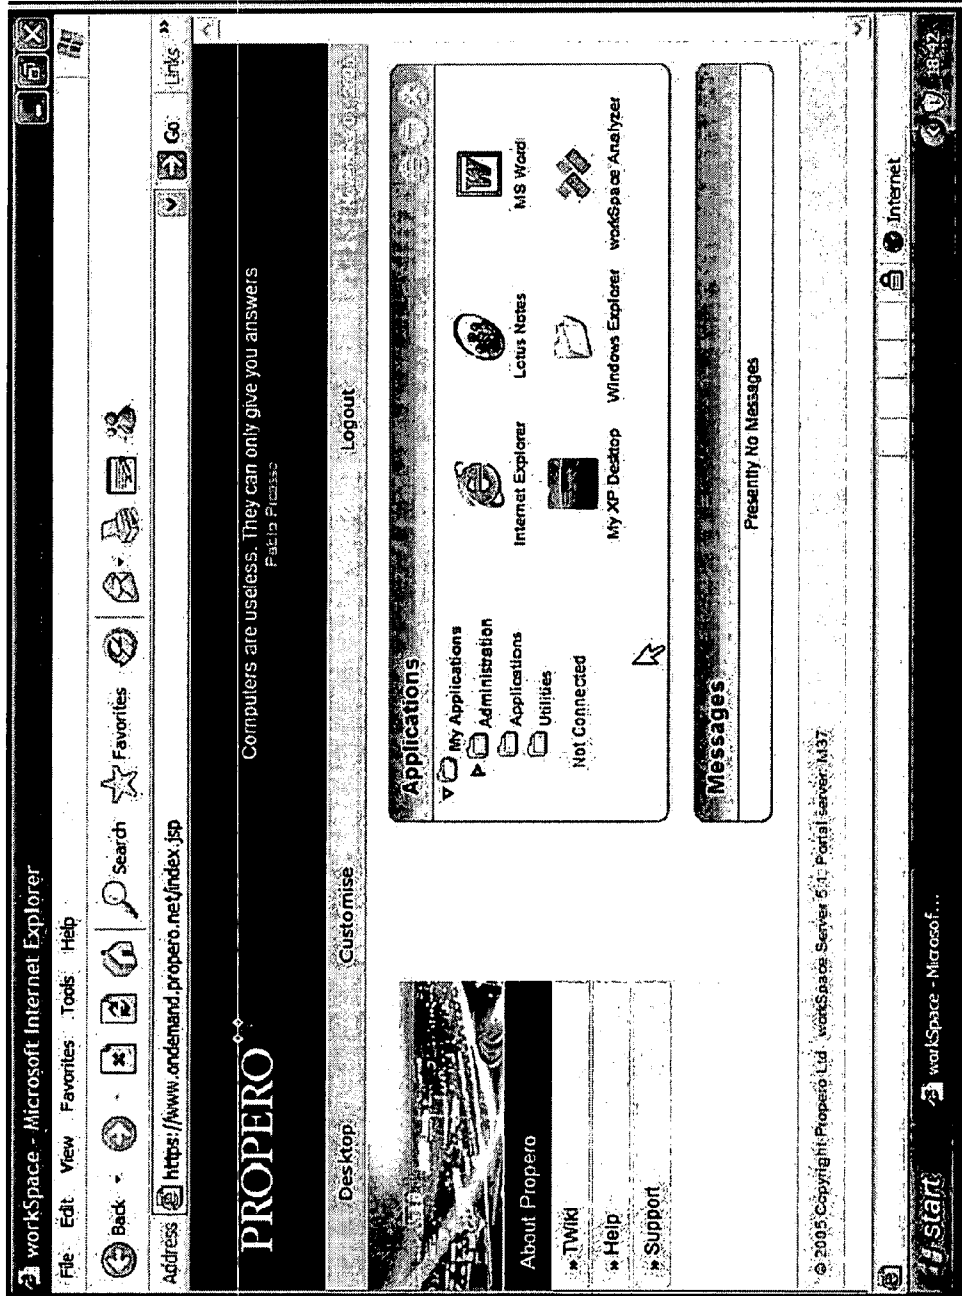 workSpace - Microsoft Internet Explorer
File Edit View Favorites Tools Help
Back Search Favorites
Address https://www.ondemand.propero.net/index.jsp Go Links »
PROPERO
Computers are useless. They can only give you answers
Pablo Picasso
Desktop Customise Logout
About Propero
» TWiki
» Help
» Support
Applications
My Applications
Administration
Applications
Utilities
Not Connected
Internet Explorer Lotus Notes MS Word
My XP Desktop Windows Explorer workSpace Analyzer
Messages
Presently No Messages
© 2005 Copyright Propero Ltd workSpace Server 5.1, Portal server: M37
Internet
start workSpace - Microsof... 18:42